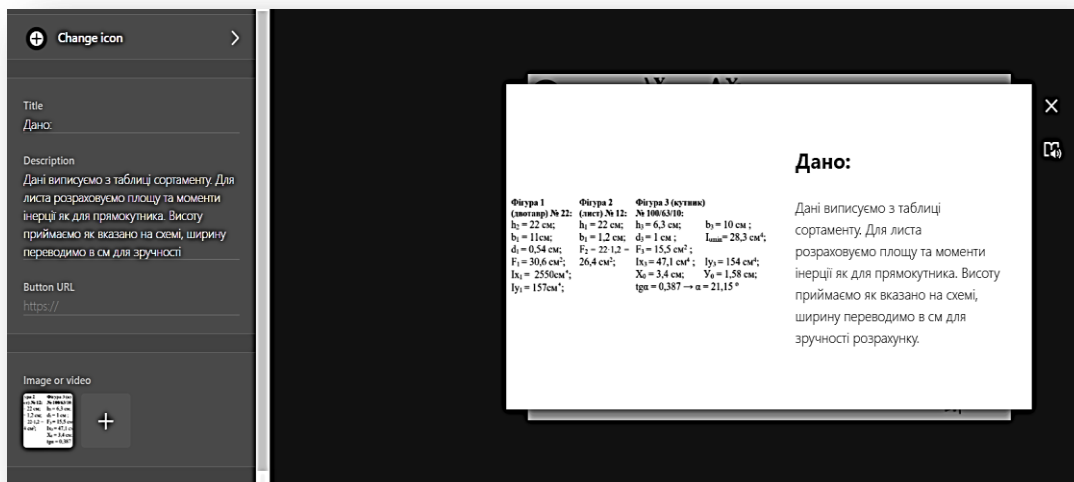 Change icon
Title
Дано:
Description
Дані виписуємо з таблиці сортаменту. Для
листа розраховуємо площу та моменти
інерції як для прямокутника. Висоту
приймаємо як вказано на схемі, ширину
переводимо в см для зручності
Button URL
https://
Image or video
Фігура 1
(двотавр) № 22:
h₂ = 22 см;
b₁ = 11см;
d₁ = 0,54 см;
F₁ = 30,6 см²;
Ix₁ = 2550см⁴;
Iy₁ = 157см⁴;
Фігура 2
(лист) № 12:
h₁ = 22 см;
b₁ = 1,2 см;
F₂ = 22·1,2 =
26,4 см²;
Фігура 3 (кутник)
№ 100/63/10:
h₃ = 6,3 см; b₃ = 10 см ;
d₃ = 1 см ; Iᵤₘᵢₙ= 28,3 см⁴;
F₃ = 15,5 см² ;
Ix₃ = 47,1 см⁴ ; Iy₃ = 154 см⁴;
X₀ = 3,4 см; У₀ = 1,58 см;
tgα = 0,387 → α = 21,15 °
Дано:
Дані виписуємо з таблиці
сортаменту. Для листа
розраховуємо площу та моменти
інерції як для прямокутника. Висоту
приймаємо як вказано на схемі,
ширину переводимо в см для
зручності розрахунку.